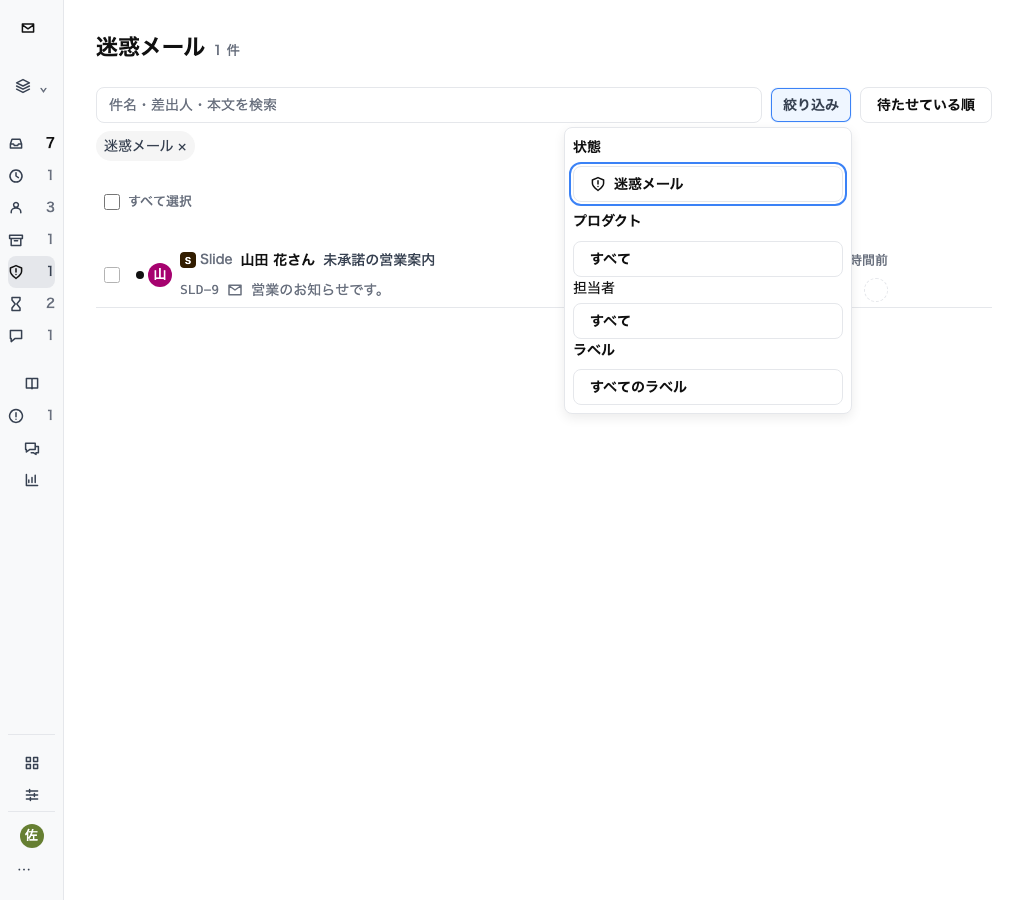 迷惑メール 1 件
件名・差出人・本文を検索
絞り込み
待たせている順
迷惑メール ×
すべて選択
7
1
3
1
1
2
1
1
山
S Slide 山田 花さん 未承諾の営業案内
SLD-9 営業のお知らせです。
時間前
状態
迷惑メール
プロダクト
すべて
担当者
すべて
ラベル
すべてのラベル
佐
…